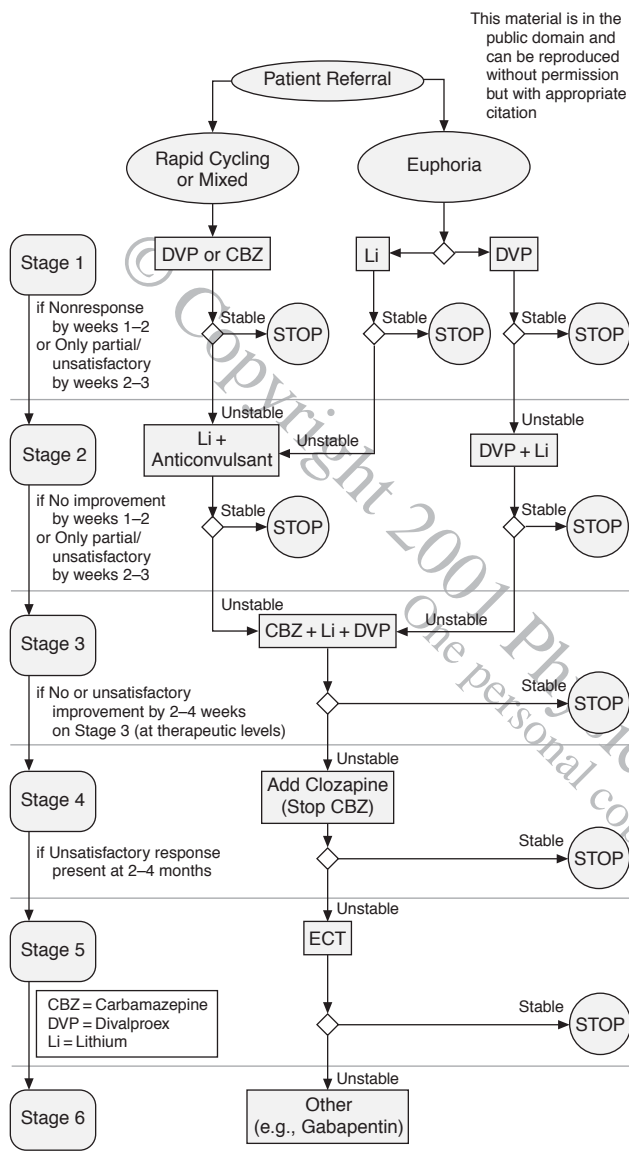 This material is in the
public domain and
can be reproduced
without permission
but with appropriate
citation
Patient Referral
Rapid Cycling
or Mixed
Euphoria
Stage 1
DVP or CBZ
Li
DVP
if Nonresponse
by weeks 1–2
or Only partial/
unsatisfactory
by weeks 2–3
Stable
STOP
Stable
STOP
Stable
STOP
Unstable
Unstable
Unstable
Stage 2
Li +
Anticonvulsant
DVP + Li
if No improvement
by weeks 1–2
or Only partial/
unsatisfactory
by weeks 2–3
Stable
STOP
Stable
STOP
Unstable
Unstable
Stage 3
CBZ + Li + DVP
if No or unsatisfactory
improvement by 2–4 weeks
on Stage 3 (at therapeutic levels)
Stable
STOP
Unstable
Stage 4
Add Clozapine
(Stop CBZ)
if Unsatisfactory response
present at 2–4 months
Stable
STOP
Unstable
Stage 5
ECT
CBZ = Carbamazepine
DVP = Divalproex
Li = Lithium
Stable
STOP
Unstable
Stage 6
Other
(e.g., Gabapentin)
© Copyright 2001
One personal